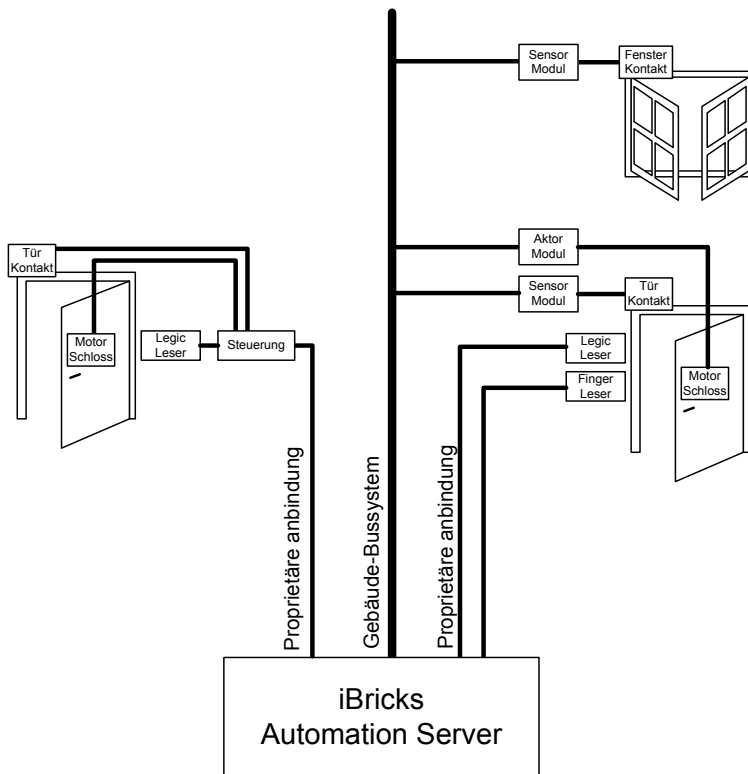 Sensor
Modul
Fenster
Kontakt
Aktor
Modul
Tür
Kontakt
Sensor
Modul
Tür
Kontakt
Motor
Schloss
Legic
Leser
Steuerung
Legic
Leser
Finger
Leser
Motor
Schloss
Proprietäre anbindung
Gebäude-Bussystem
Proprietäre anbindung
iBricks
Automation Server